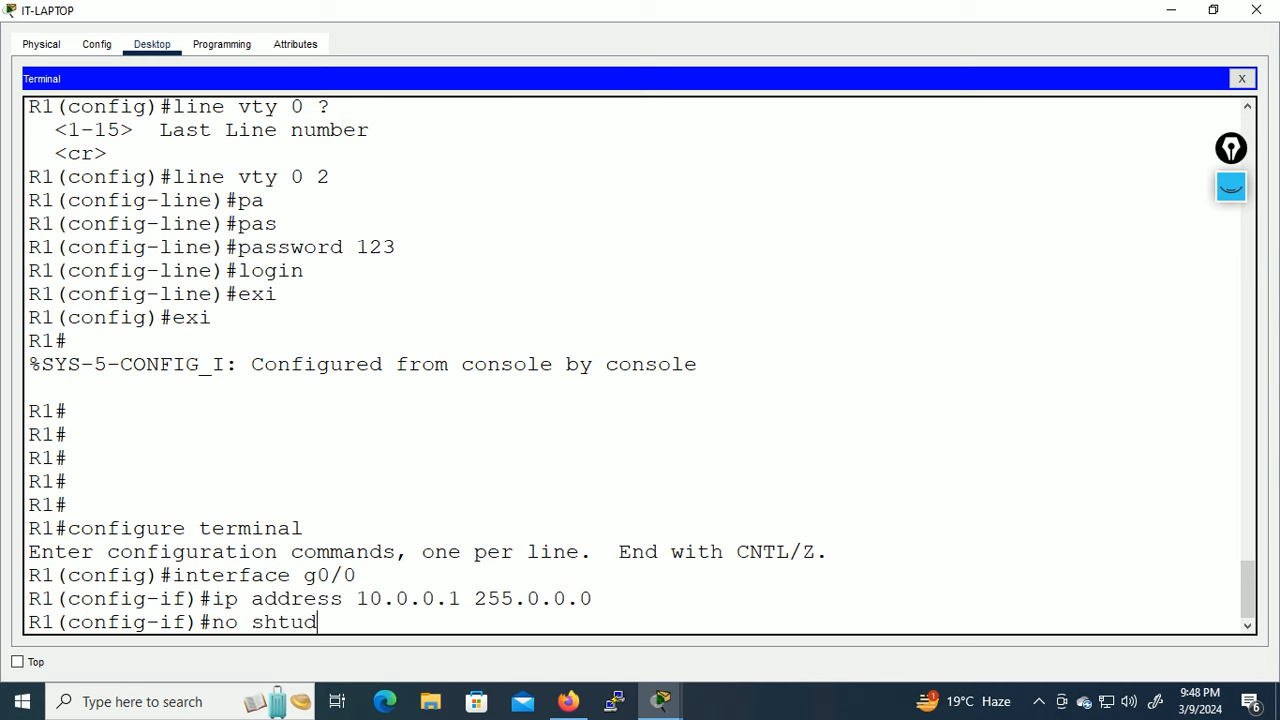 IT-LAPTOP
Physical Config Desktop Programming Attributes
Terminal X
R1(config)#line vty 0 ?
<1-15> Last Line number
<cr>
R1(config)#line vty 0 2
R1(config-line)#pa
R1(config-line)#pas
R1(config-line)#password 123
R1(config-line)#login
R1(config-line)#exi
R1(config)#exi
R1#
%SYS-5-CONFIG_I: Configured from console by console
R1#
R1#
R1#
R1#
R1#
R1#configure terminal
Enter configuration commands, one per line. End with CNTL/Z.
R1(config)#interface g0/0
R1(config-if)#ip address 10.0.0.1 255.0.0.0
R1(config-if)#no shtud
Top
Type here to search
1 19°C Haze
9:48 PM
3/9/2024
6